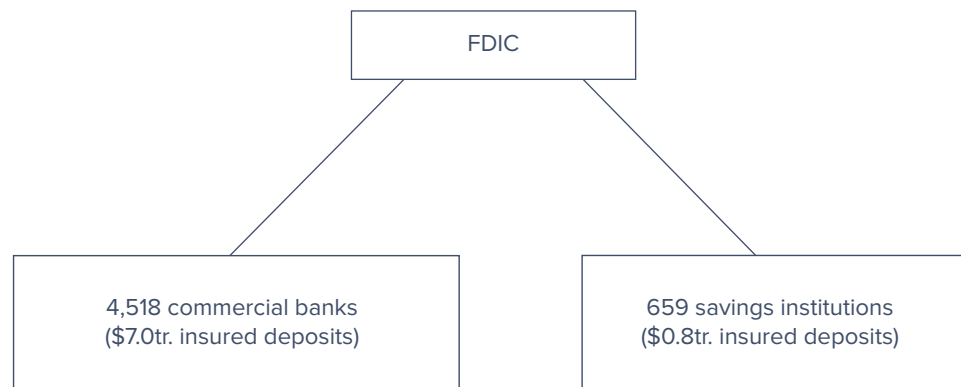 FDIC
4,518 commercial banks
($7.0tr. insured deposits)
659 savings institutions
($0.8tr. insured deposits)